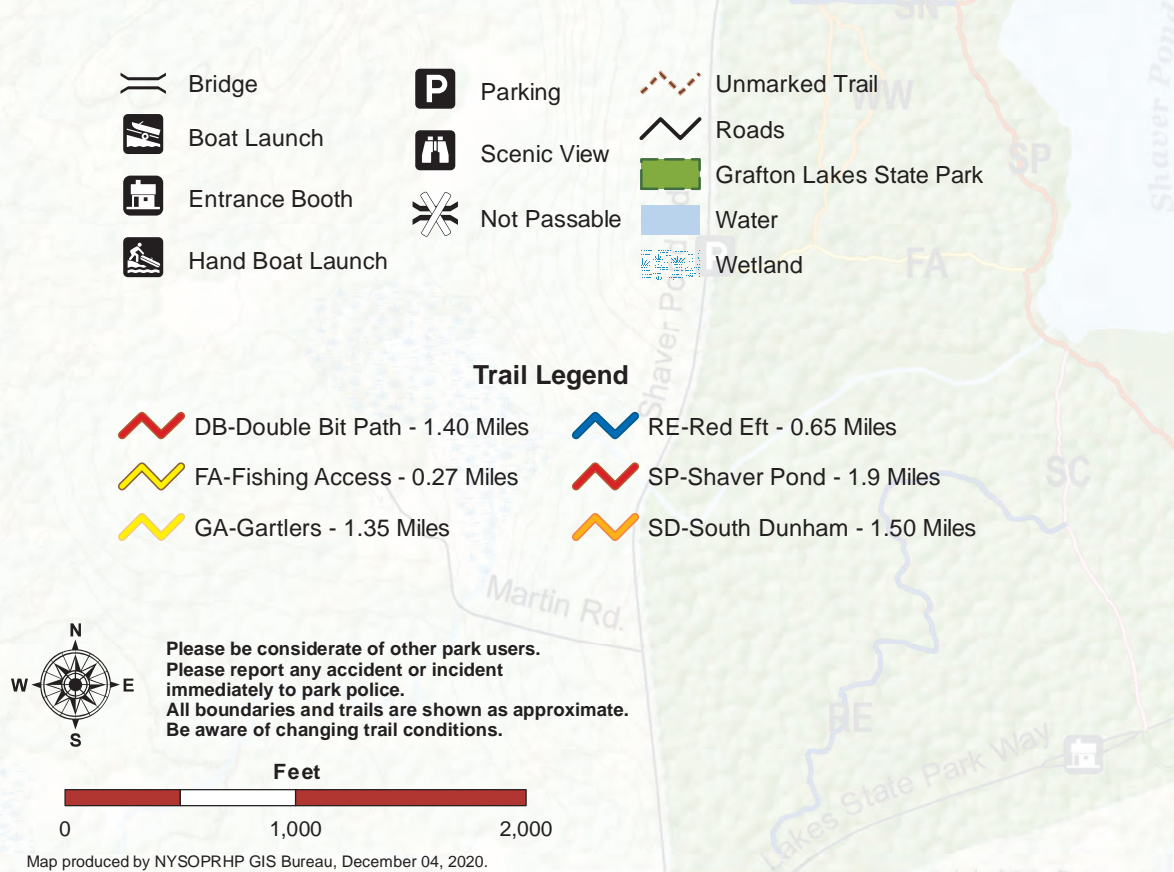 Bridge
Boat Launch
Entrance Booth
Hand Boat Launch
P Parking
Scenic View
Not Passable
Unmarked Trail
Roads
Grafton Lakes State Park
Water
Wetland
SN
WW
SP
FA
P
Shaver Pond
Shaver Pond
SC
RE
Martin Rd.
Lakes State Park Way
Trail Legend
DB-Double Bit Path - 1.40 Miles
FA-Fishing Access - 0.27 Miles
GA-Gartlers - 1.35 Miles
RE-Red Eft - 0.65 Miles
SP-Shaver Pond - 1.9 Miles
SD-South Dunham - 1.50 Miles
N
W E
S
Please be considerate of other park users.
Please report any accident or incident
immediately to park police.
All boundaries and trails are shown as approximate.
Be aware of changing trail conditions.
Feet
0 1,000 2,000
Map produced by NYSOPRHP GIS Bureau, December 04, 2020.